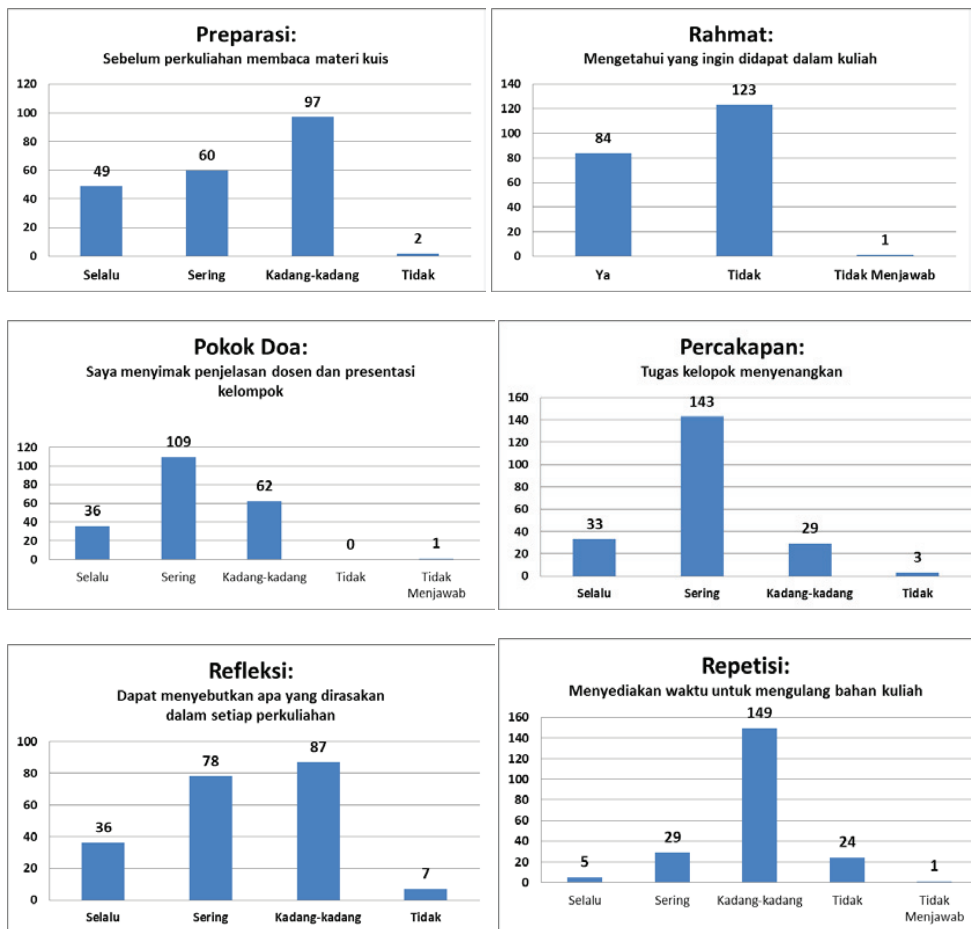 Preparasi:
Sebelum perkuliahan membaca materi kuis
120
100
80
60
40
20
0
49
60
97
2
Selalu
Sering
Kadang-kadang
Tidak
Rahmat:
Mengetahui yang ingin didapat dalam kuliah
140
120
100
80
60
40
20
0
84
123
1
Ya
Tidak
Tidak Menjawab
Pokok Doa:
Saya menyimak penjelasan dosen dan presentasi
kelompok
120
100
80
60
40
20
0
36
109
62
0
1
Selalu
Sering
Kadang-kadang
Tidak
Tidak
Menjawab
Percakapan:
Tugas kelopok menyenangkan
160
140
120
100
80
60
40
20
0
33
143
29
3
Selalu
Sering
Kadang-kadang
Tidak
Refleksi:
Dapat menyebutkan apa yang dirasakan
dalam setiap perkuliahan
100
80
60
40
20
0
36
78
87
7
Selalu
Sering
Kadang-kadang
Tidak
Repetisi:
Menyediakan waktu untuk mengulang bahan kuliah
160
140
120
100
80
60
40
20
0
5
29
149
24
1
Selalu
Sering
Kadang-kadang
Tidak
Tidak
Menjawab